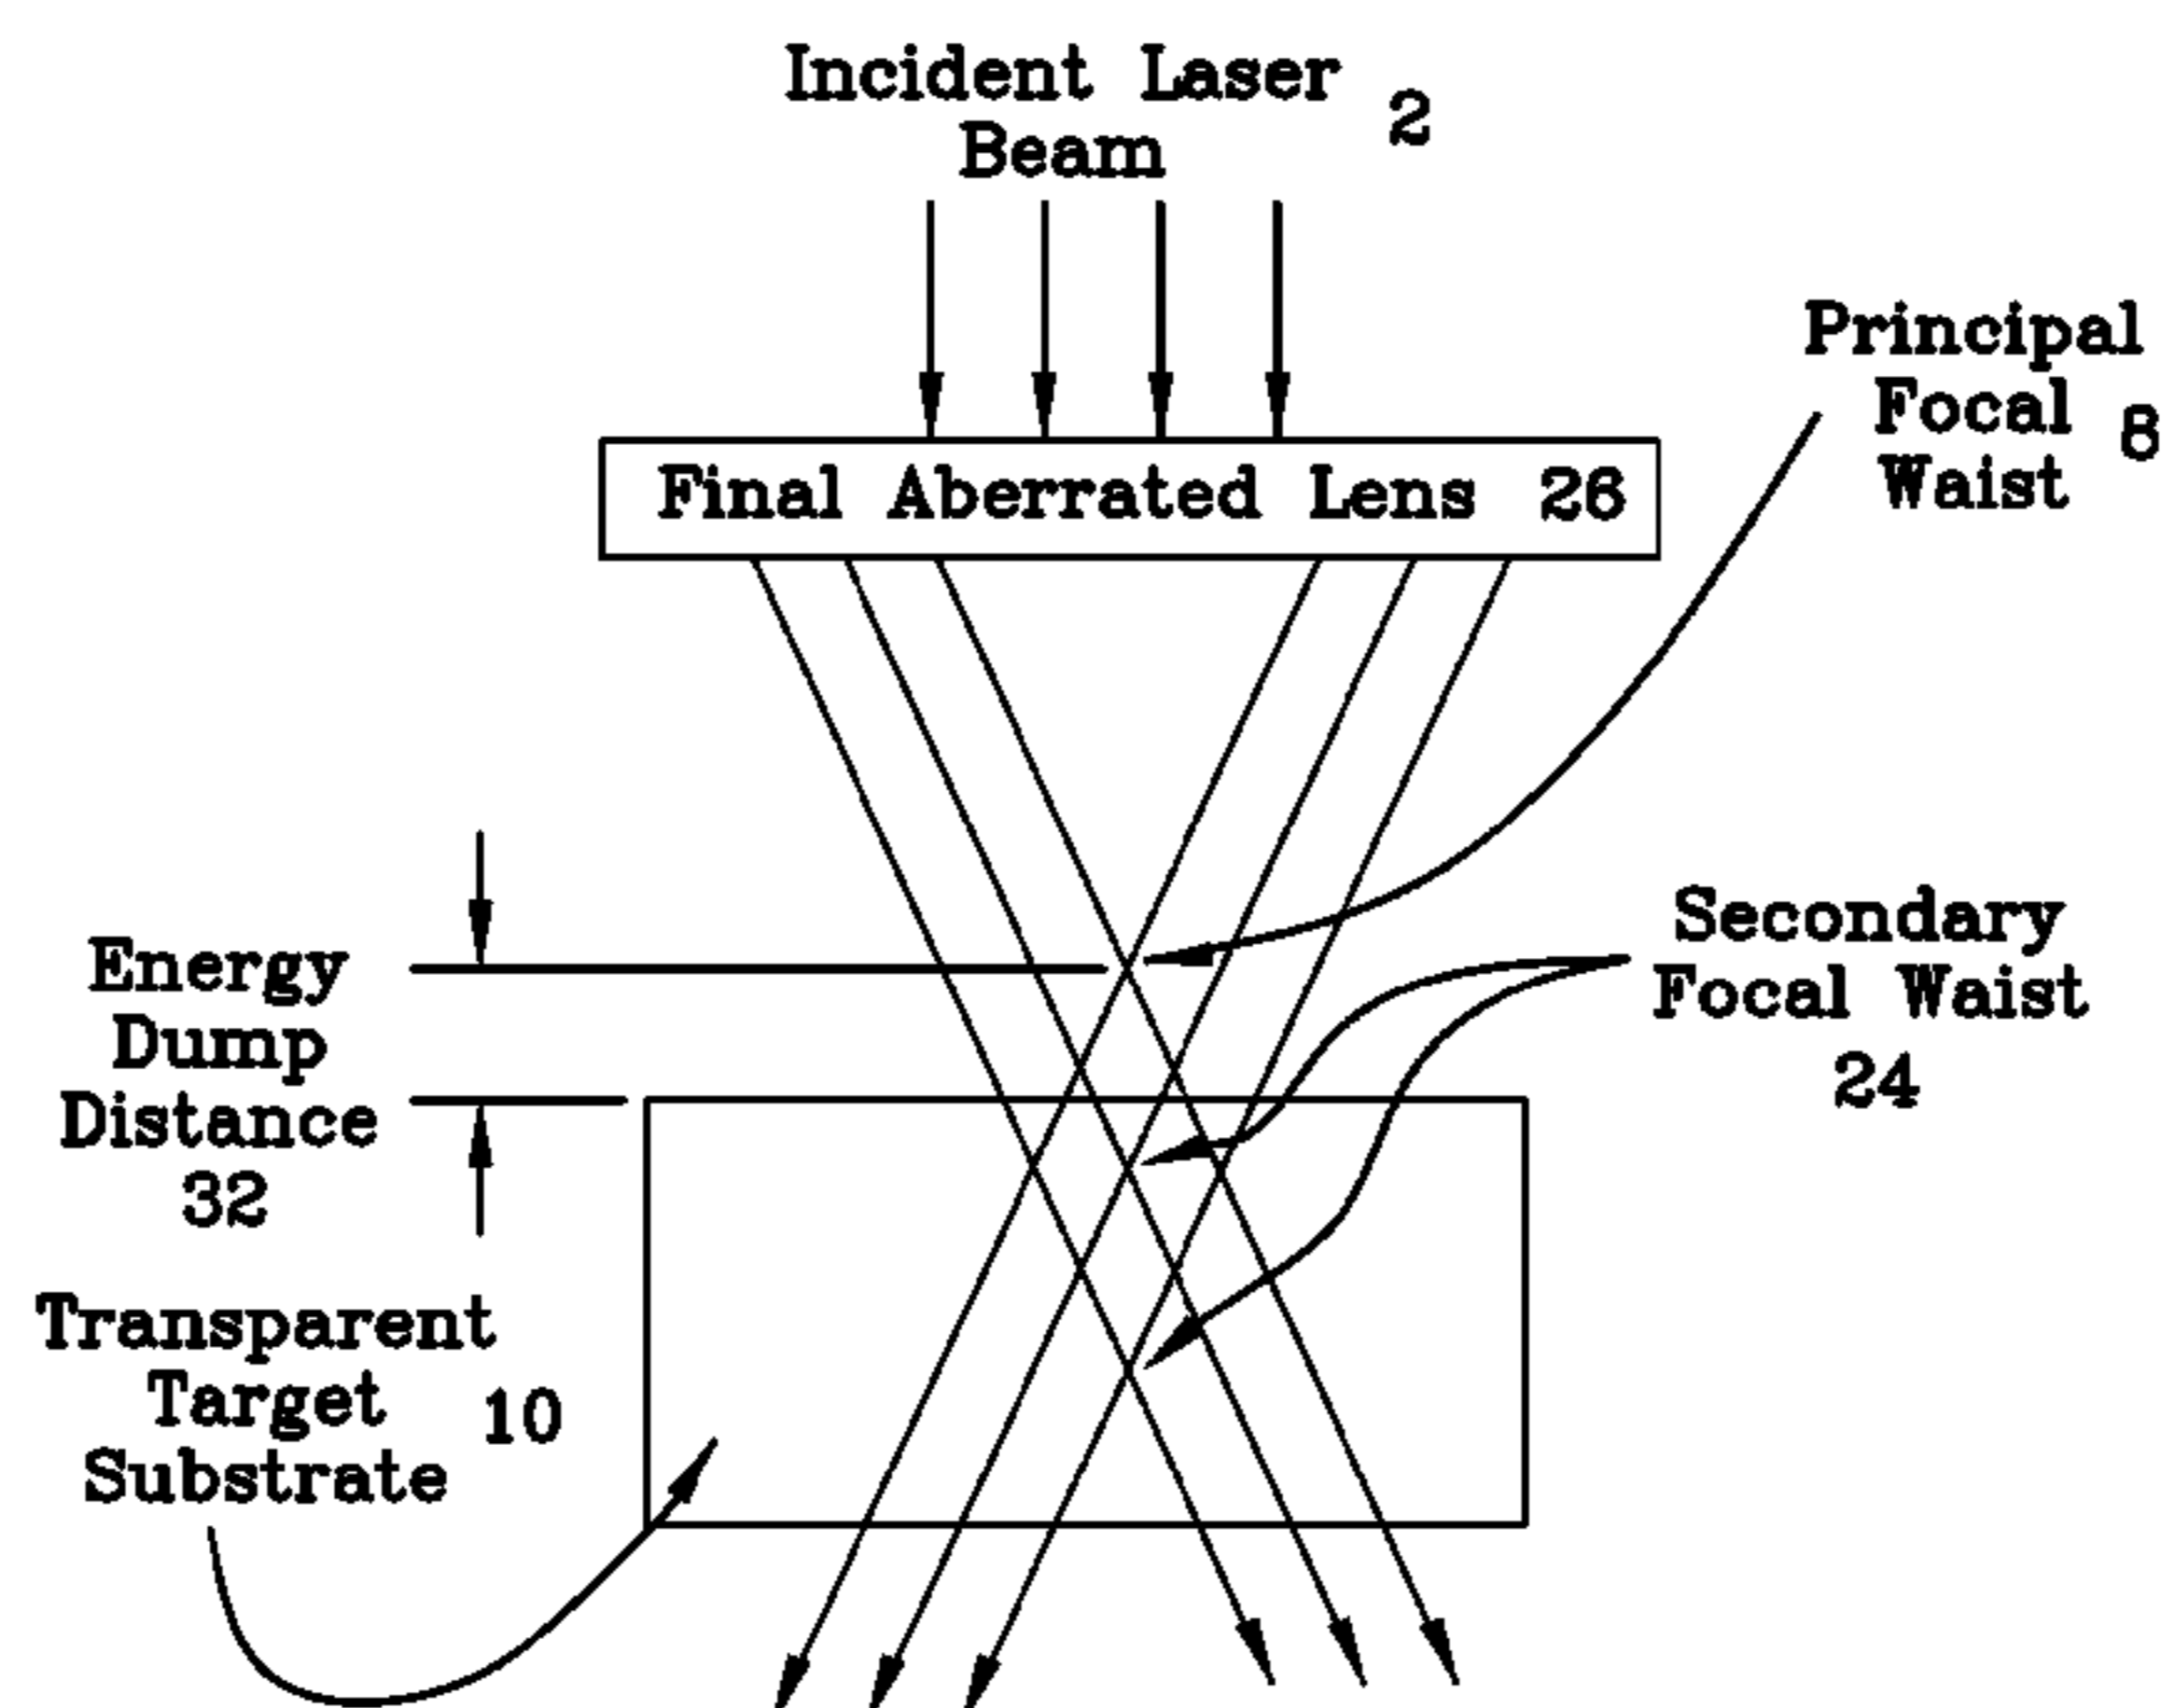 Incident Laser
Beam
2
Principal
Focal
Waist
8
Final Aberrated Lens 26
Secondary
Focal Waist
24
Energy
Dump
Distance
32
Transparent
Target
Substrate
10